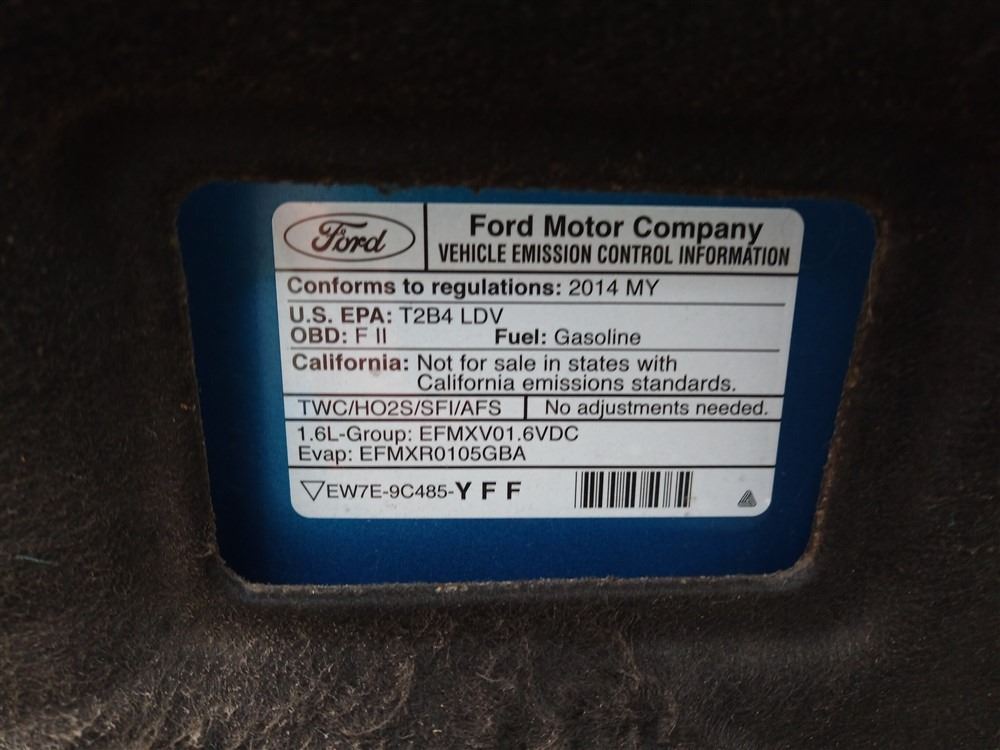 Ford
Ford Motor Company
VEHICLE EMISSION CONTROL INFORMATION
Conforms to regulations: 2014 MY
U.S. EPA: T2B4 LDV
OBD: F II Fuel: Gasoline
California: Not for sale in states with
California emissions standards.
TWC/HO2S/SFI/AFS No adjustments needed.
1.6L-Group: EFMXV01.6VDC
Evap: EFMXR0105GBA
EW7E-9C485-Y F F